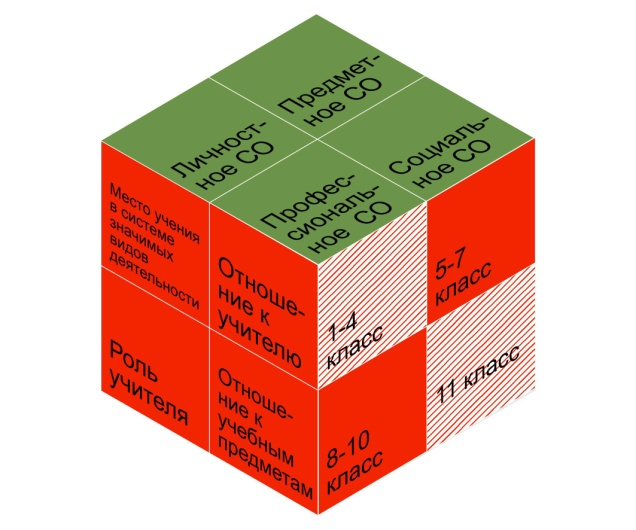 Предмет-
ное СО
Личност-
ное СО
Социаль-
ное СО
Профес-
сиональ-
ное СО
Место учения
в системе
значимых
видов
деятельности
Отноше-
ние к
учителю
Роль
учителя
Отноше-
ние к
учебным
предметам
1-4
класс
5-7
класс
8-10
класс
11 класс